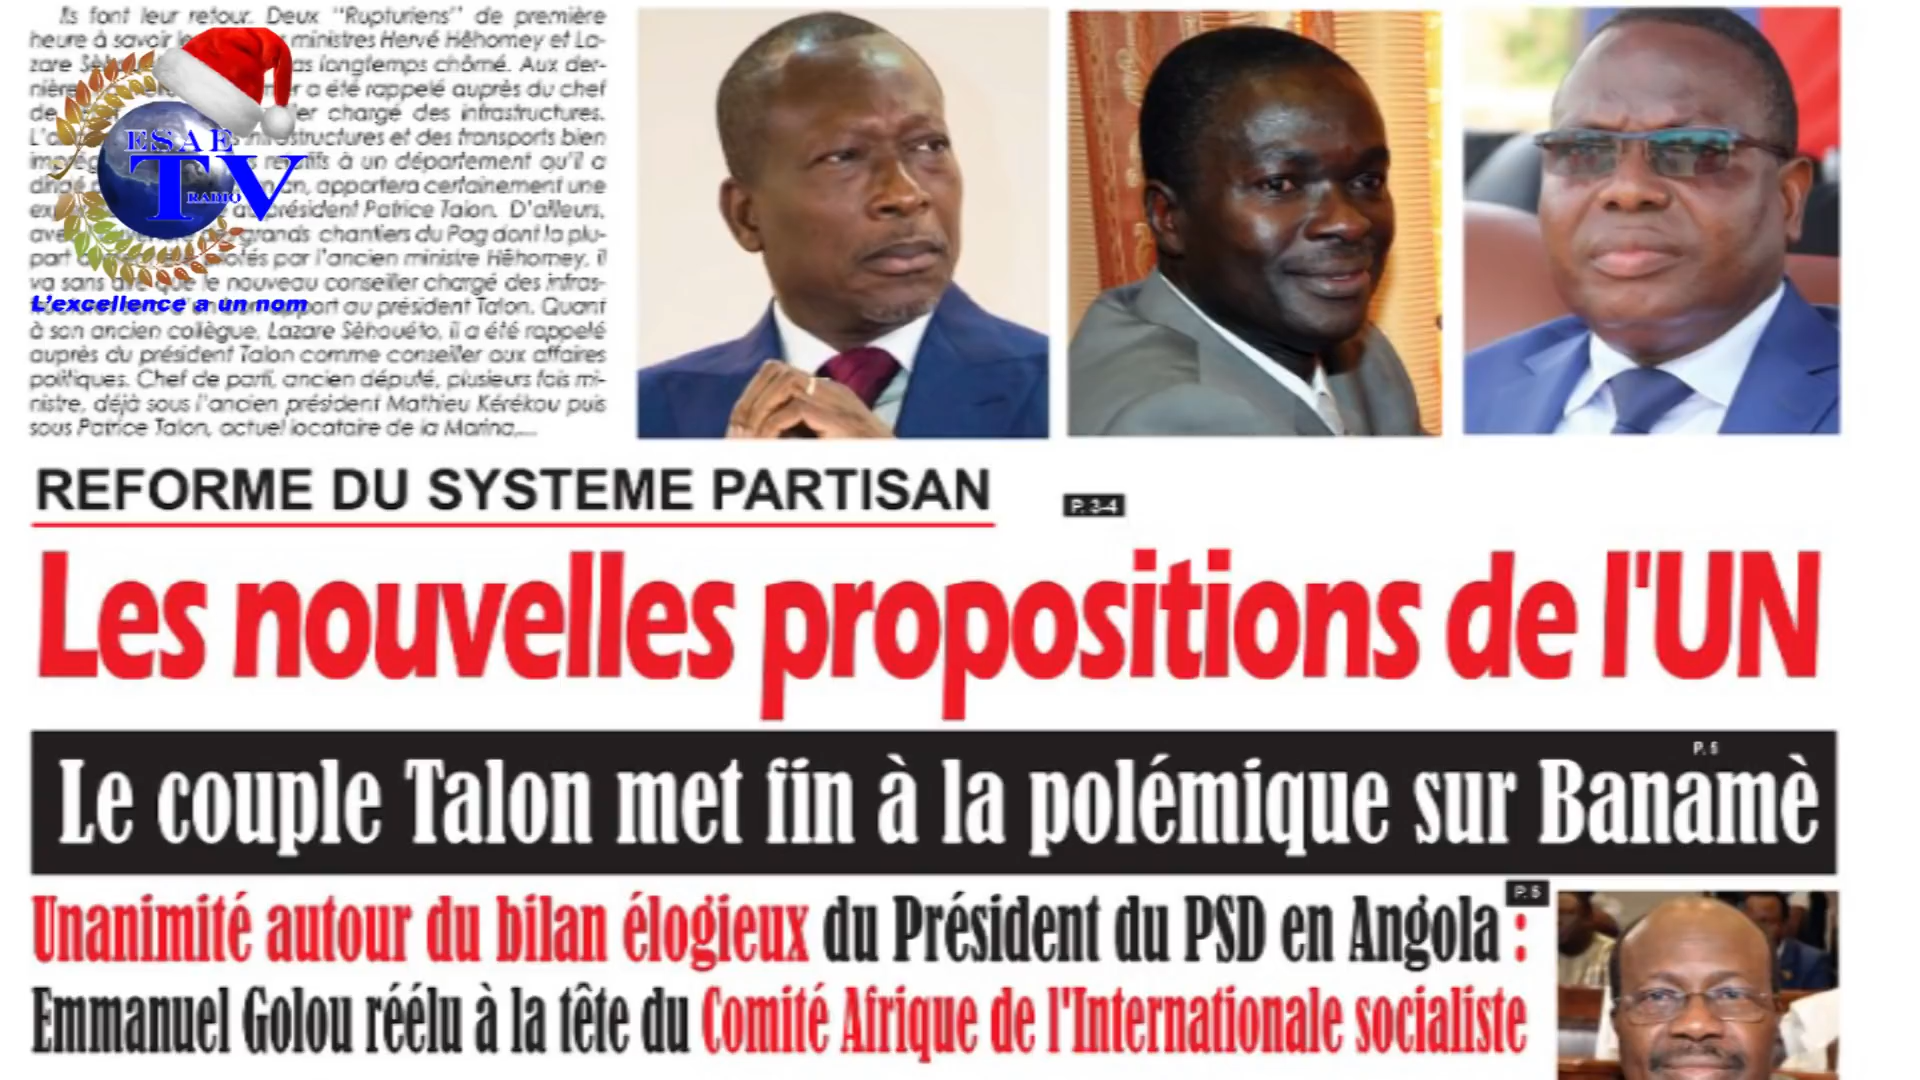 Ils font leur retour. Deux "Rupturiens" de première
heure à savoir ministres Hervé Hêhomey et La-
zare longtemps chômé. Aux der-
nière a été rappelé auprès du chef
de chargé des infrastructures.
et des transports bien
à un département qu'il a
dirigé apportera certainement une
président Patrice Talon. D'ailleurs,
grands chantiers du Pag dont la plu-
part par l'ancien ministre Hêhomey, il
va sans dire que le nouveau conseiller chargé des infras-
au président Talon. Quant
à son ancien collègue, Lazare Sèhouéto, il a été rappelé
auprès du président Talon comme conseiller aux affaires
politiques. Chef de parti, ancien député, plusieurs fois mi-
nistre, déjà sous l'ancien président Mathieu Kérékou puis
sous Patrice Talon, actuel locataire de la Marina,...
ESAE
TV
RADIO
L'excellence a un nom
REFORME DU SYSTEME PARTISAN
P. 3-4
Les nouvelles propositions de l'UN
P. 5
Le couple Talon met fin à la polémique sur Banamè
P. 5
Unanimité autour du bilan élogieux du Président du PSD en Angola :
Emmanuel Golou réélu à la tête du Comité Afrique de l'Internationale socialiste